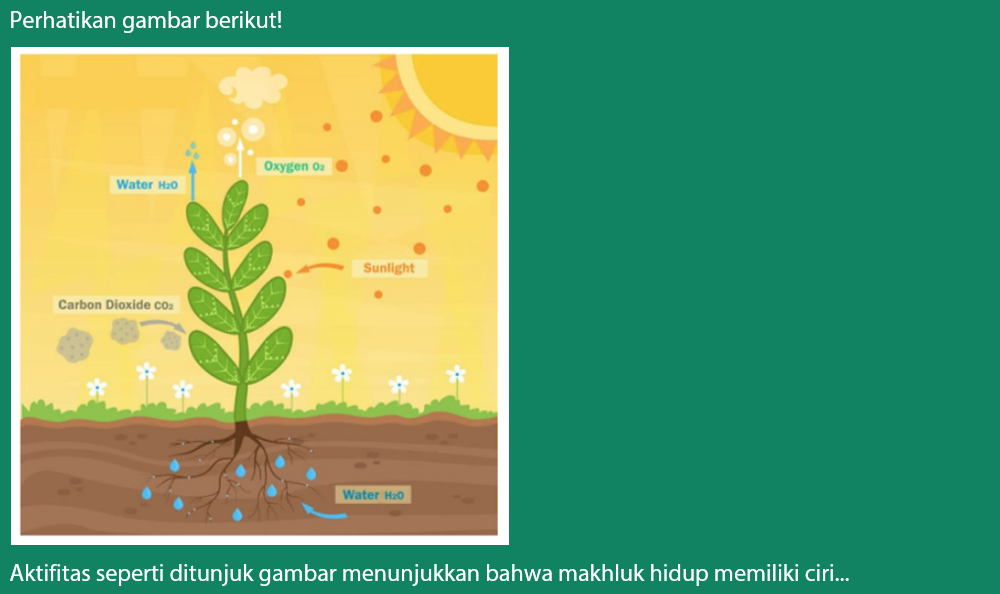 Perhatikan gambar berikut!
Oxygen O₂
Water H₂O
Sunlight
Carbon Dioxide CO₂
Water H₂O
Aktifitas seperti ditunjuk gambar menunjukkan bahwa makhluk hidup memiliki ciri...